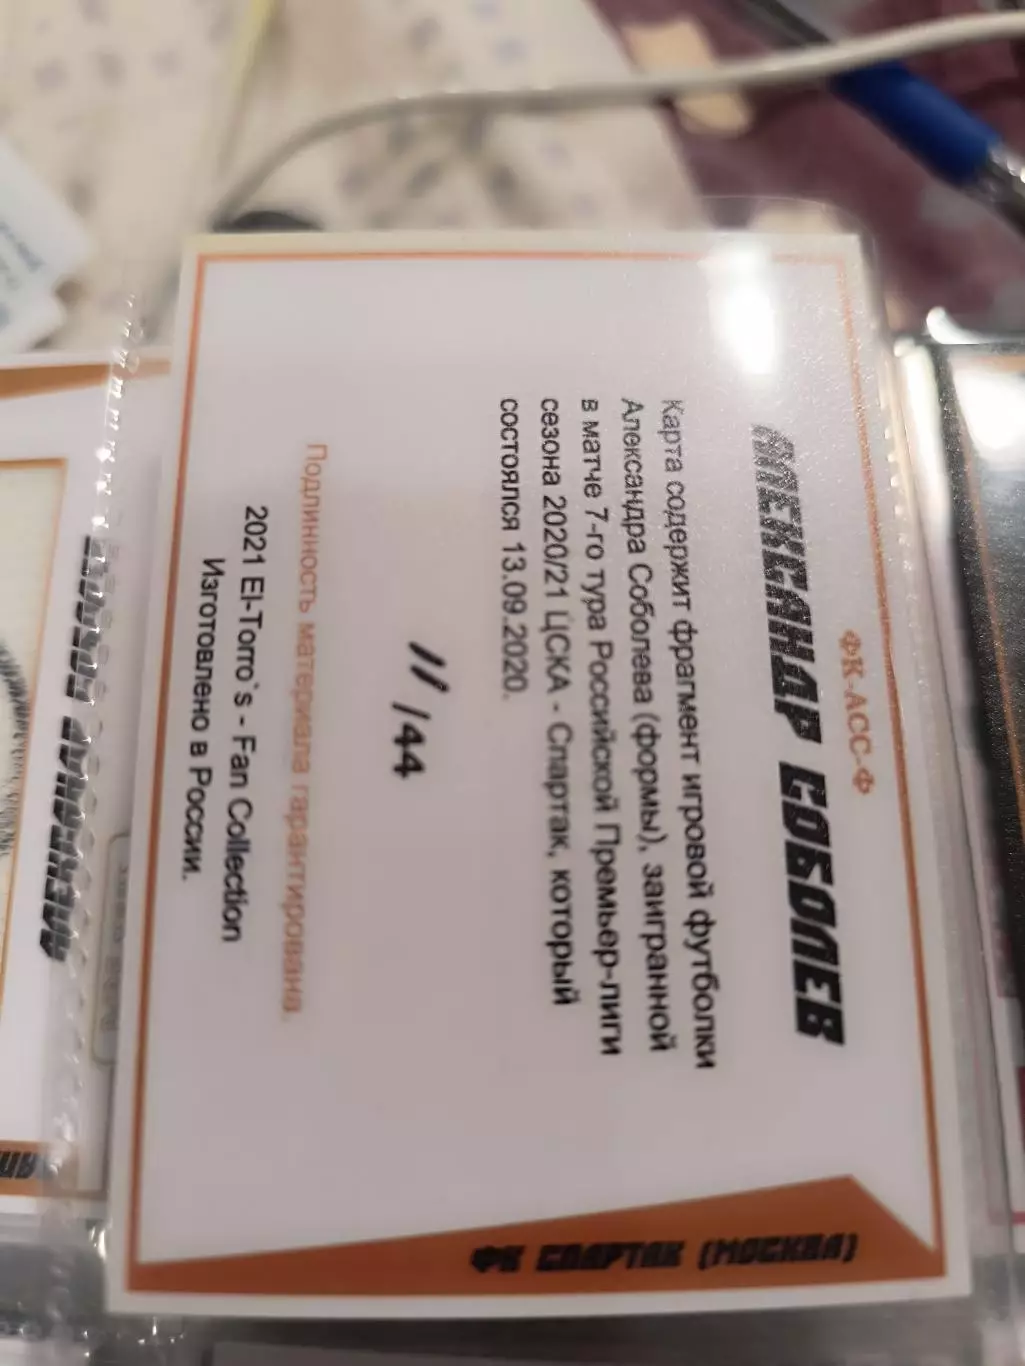 ФК-АСС-Ф
АЛЕКСАНДР СОБОЛЕВ
Карта содержит фрагмент игровой футболки
Александра Соболева (формы), заигранной
в матче 7-го тура Российской Премьер-лиги
сезона 2020/21 ЦСКА - Спартак, который
состоялся 13.09.2020.
11/44
Подлинность материала гарантирована.
2021 El-Torro`s - Fan Collection
Изготовлено в России.
ФК СПАРТАК (МОСКВА)